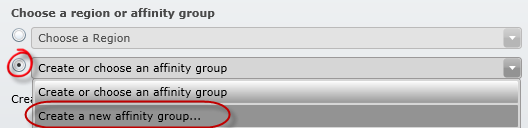 Choose a region or affinity group
Choose a Region
Create or choose an affinity group
Create or choose an affinity group
Create a new affinity group...